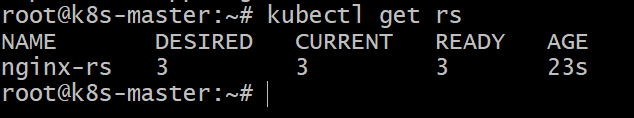 root@k8s-master:~# kubectl get rs
NAME DESIRED CURRENT READY AGE
nginx-rs 3 3 3 23s
root@k8s-master:~#